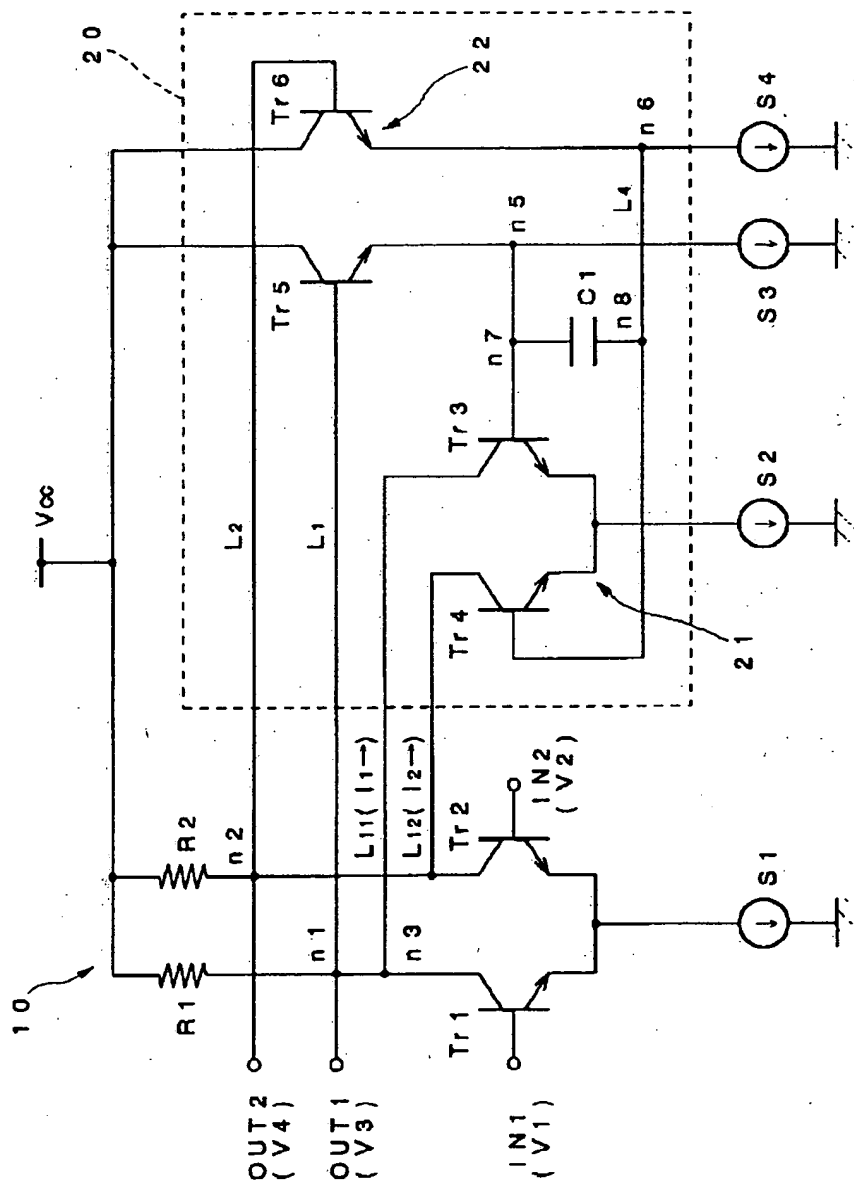 10
Vcc
20
R1
R2
n2
L2
Tr6
22
OUT2
(V4)
OUT1
(V3)
n1
L1
Tr5
n3
L11(I1→)
L12(I2→)
Tr4
Tr3
n7
n5
C1
n8
L4
n6
21
IN1
(V1)
Tr1
Tr2
IN2
(V2)
S1
S2
S3
S4